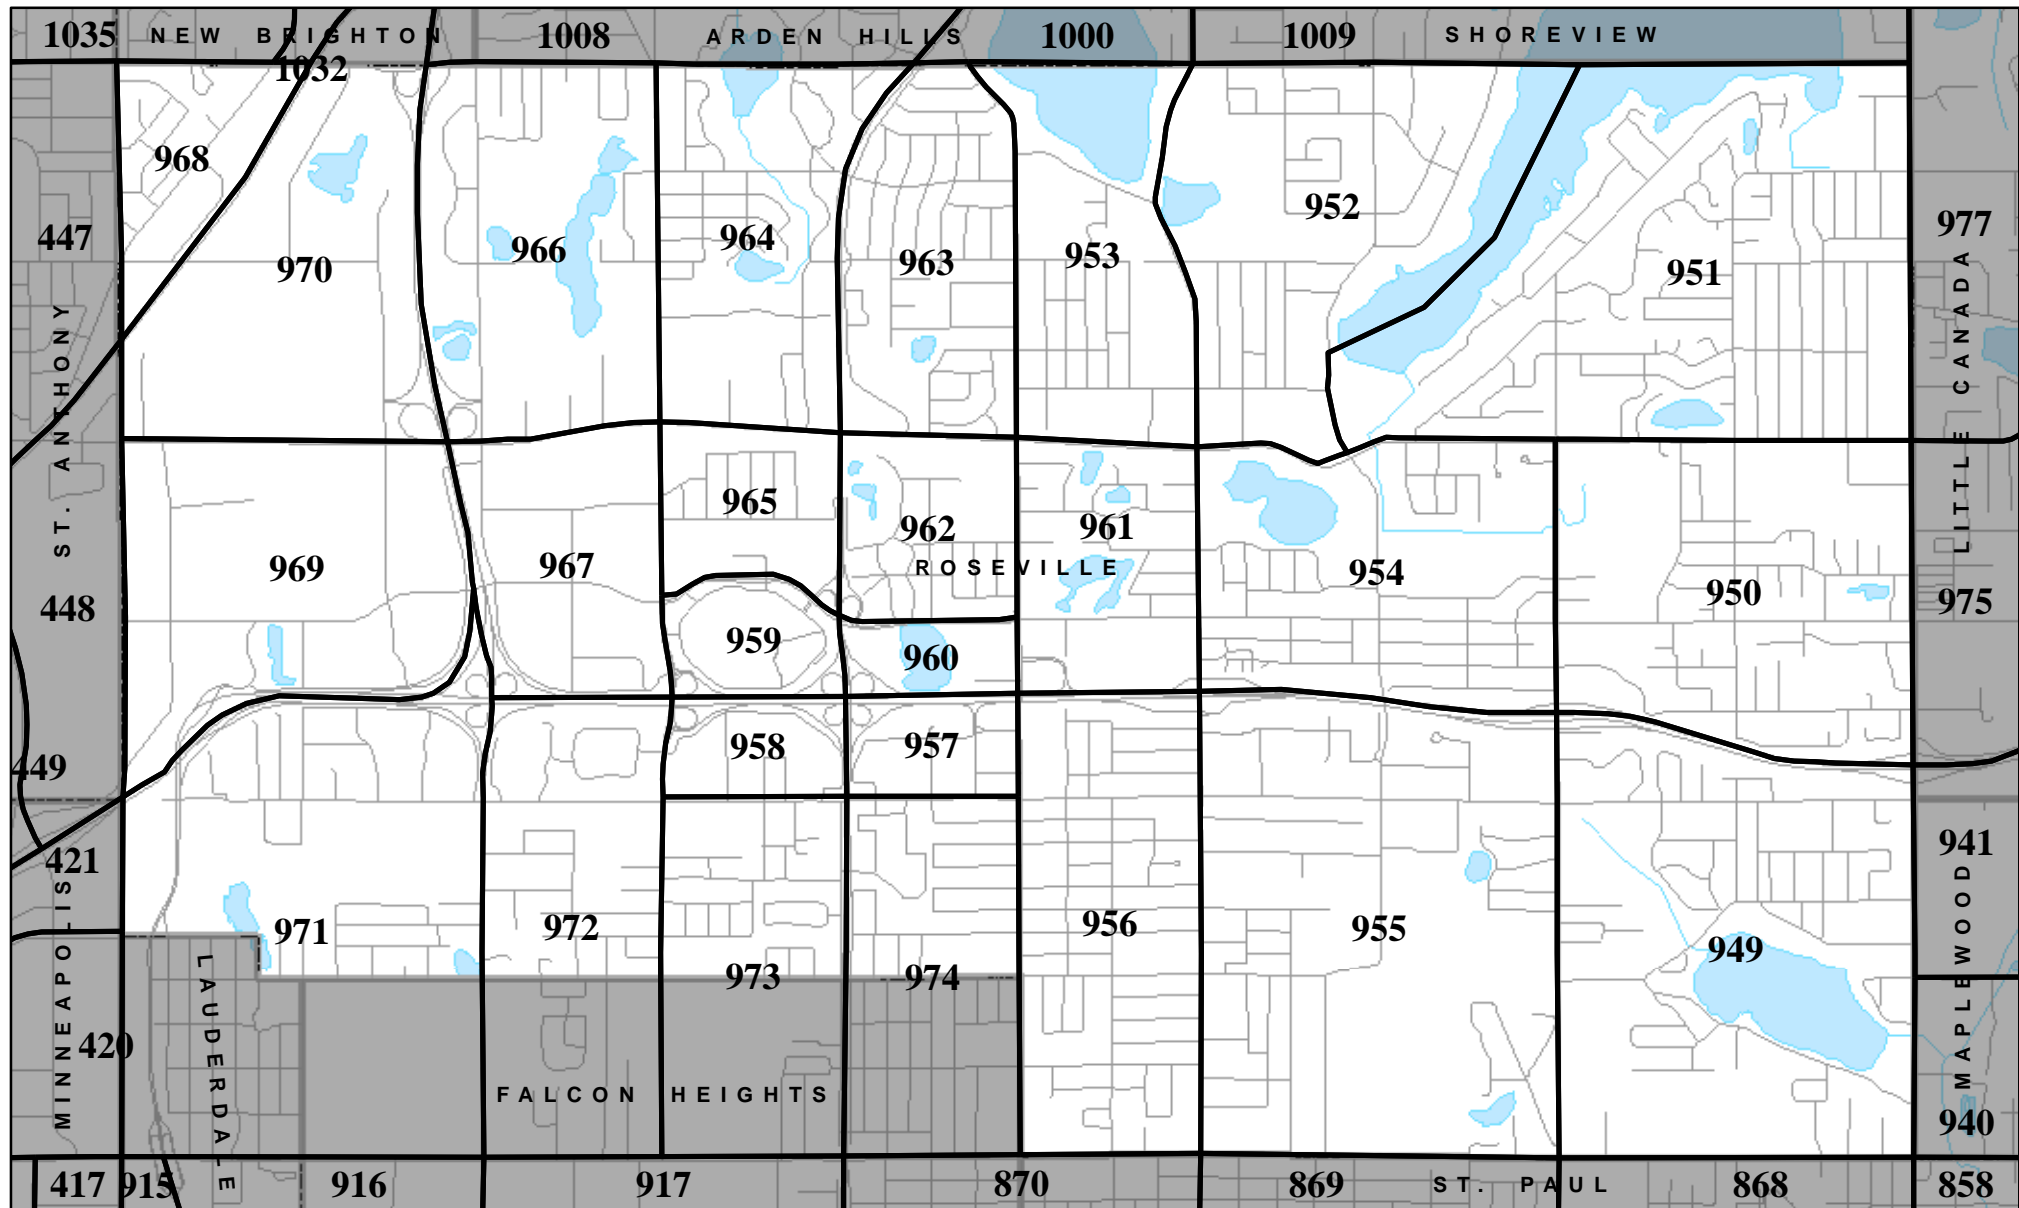 1035 NEW BRIGHTON 1008 ARDEN HILLS 1000 1009 SHOREVIEW
1032
968
447 970 966 964 963 953 952 951 977
ST. ANTHONY
LITTLE CANADA
965 962 961
ROSEVILLE
969 967 954 950
448 975
959 960
449 958 957
421 941
971 972 956 955 949
973 974
MINNEAPOLIS
LAUDERDALE
MAPLEWOOD
420
FALCON HEIGHTS
940
417 915 916 917 870 869 ST. PAUL 868 858